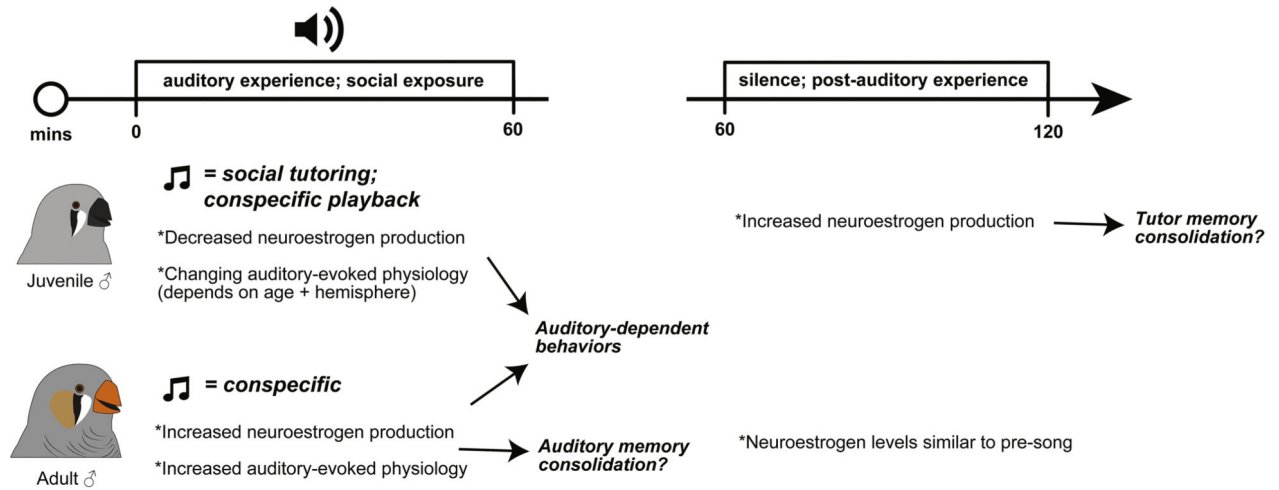 auditory experience; social exposure
silence; post-auditory experience
mins
0
60
60
120
= social tutoring;
conspecific playback
*Decreased neuroestrogen production
*Changing auditory-evoked physiology
(depends on age + hemisphere)
Juvenile ♂
*Increased neuroestrogen production
Tutor memory
consolidation?
Auditory-dependent
behaviors
= conspecific
*Increased neuroestrogen production
*Increased auditory-evoked physiology
Adult ♂
Auditory memory
consolidation?
*Neuroestrogen levels similar to pre-song